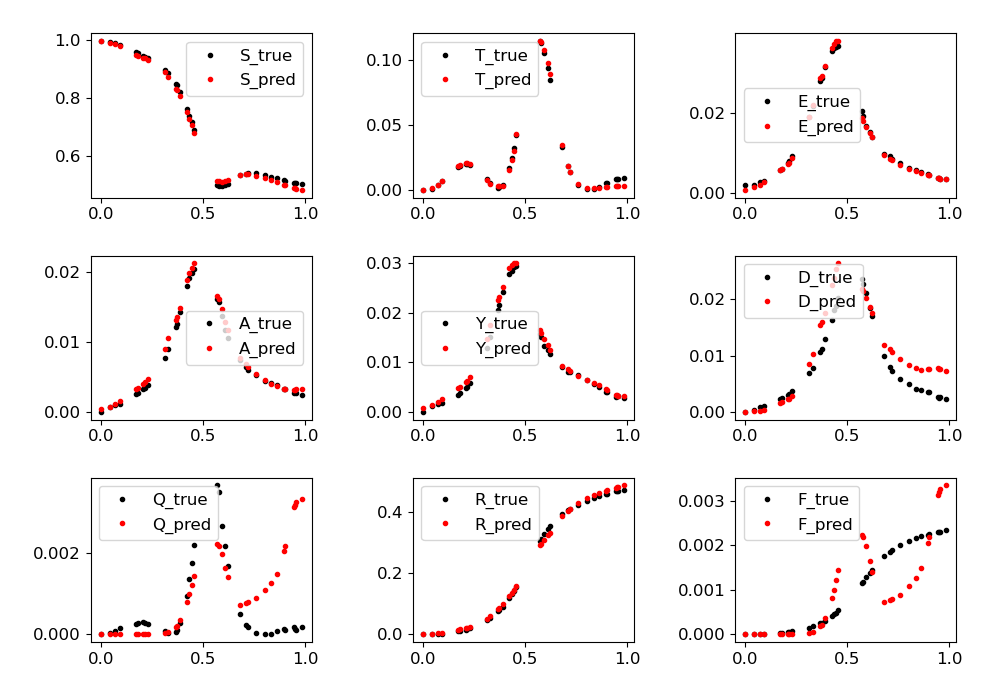 1.0
0.8
0.6
0.0 0.5 1.0
S_true
S_pred
0.10
0.05
0.00
0.0 0.5 1.0
T_true
T_pred
0.02
0.00
0.0 0.5 1.0
E_true
E_pred
0.02
0.01
0.00
0.0 0.5 1.0
A_true
A_pred
0.03
0.02
0.01
0.00
0.0 0.5 1.0
Y_true
Y_pred
0.02
0.01
0.00
0.0 0.5 1.0
D_true
D_pred
0.002
0.000
0.0 0.5 1.0
Q_true
Q_pred
0.4
0.2
0.0
0.0 0.5 1.0
R_true
R_pred
0.003
0.002
0.001
0.000
0.0 0.5 1.0
F_true
F_pred